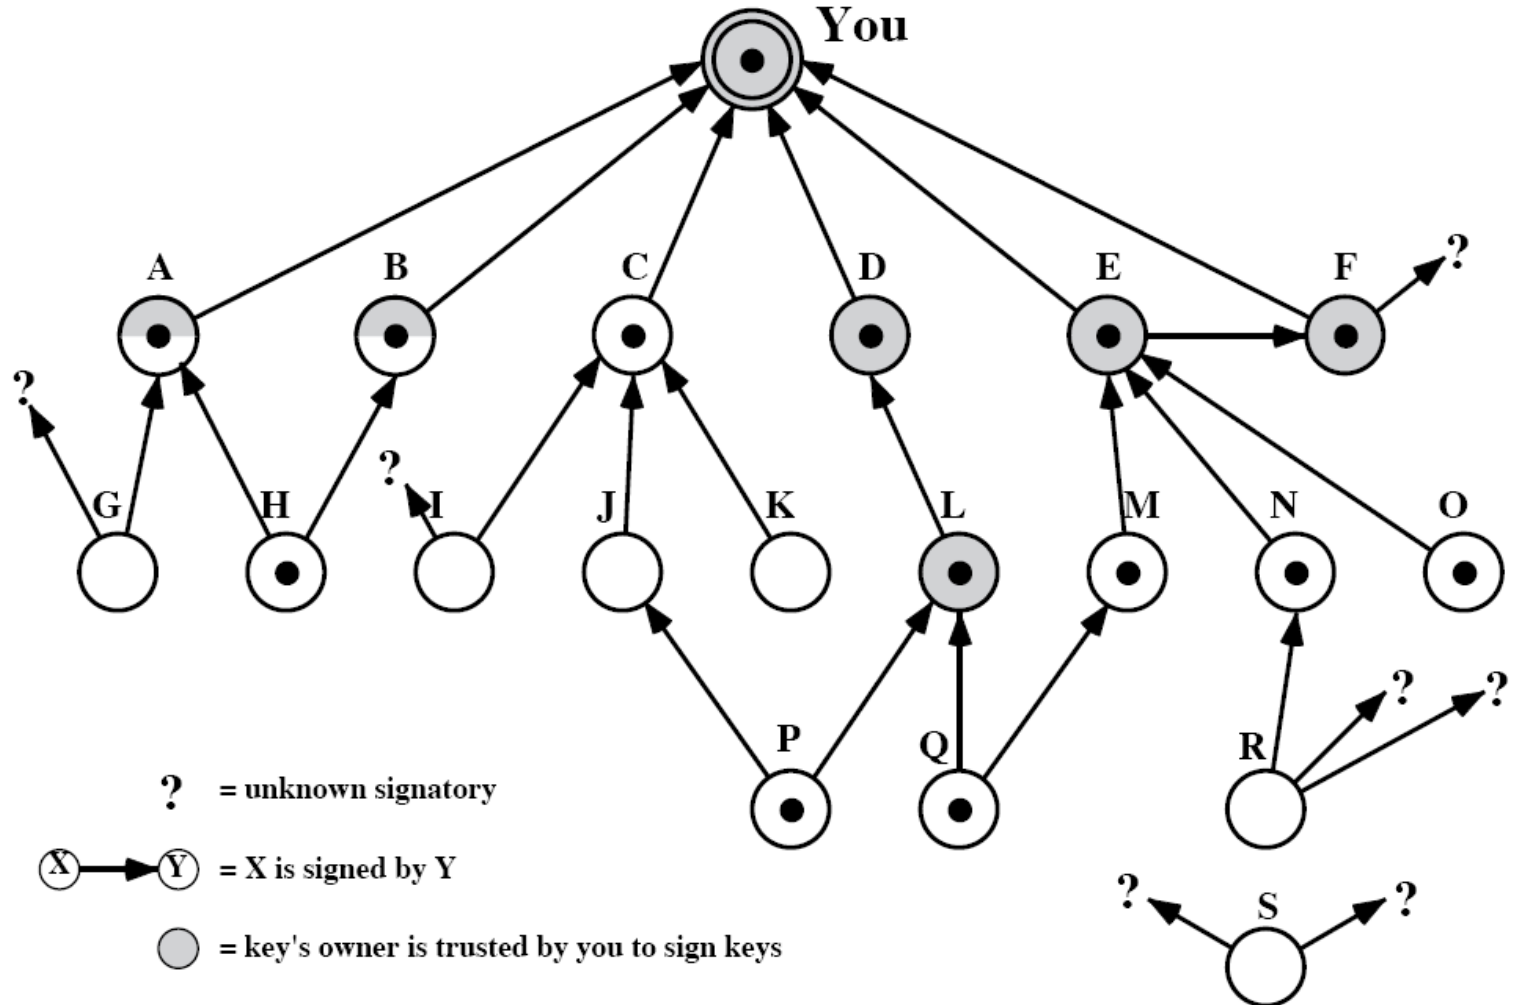 You
A B C D E F ?
?
?
G H I J K L M N O
? ?
P Q R
? = unknown signatory
X Y = X is signed by Y
? S ?
= key's owner is trusted by you to sign keys